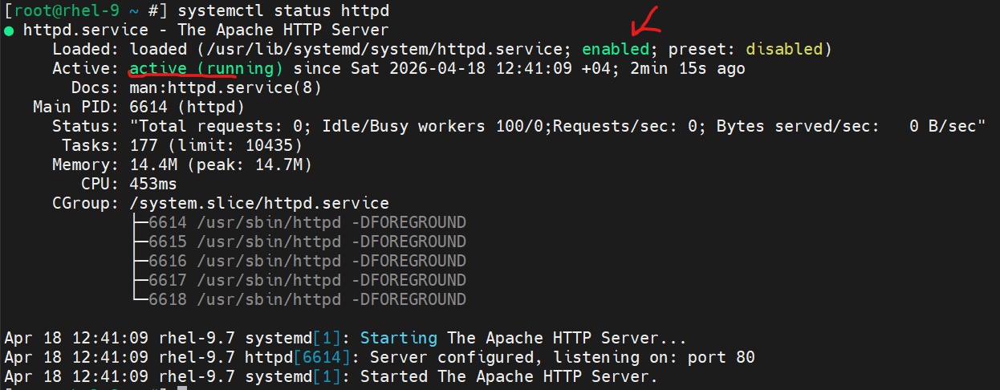 [root@rhel-9 ~ #] systemctl status httpd
● httpd.service - The Apache HTTP Server
Loaded: loaded (/usr/lib/systemd/system/httpd.service; enabled; preset: disabled)
Active: active (running) since Sat 2026-04-18 12:41:09 +04; 2min 15s ago
Docs: man:httpd.service(8)
Main PID: 6614 (httpd)
Status: "Total requests: 0; Idle/Busy workers 100/0;Requests/sec: 0; Bytes served/sec:   0 B/sec"
Tasks: 177 (limit: 10435)
Memory: 14.4M (peak: 14.7M)
CPU: 453ms
CGroup: /system.slice/httpd.service
├─6614 /usr/sbin/httpd -DFOREGROUND
├─6615 /usr/sbin/httpd -DFOREGROUND
├─6616 /usr/sbin/httpd -DFOREGROUND
├─6617 /usr/sbin/httpd -DFOREGROUND
└─6618 /usr/sbin/httpd -DFOREGROUND
Apr 18 12:41:09 rhel-9.7 systemd[1]: Starting The Apache HTTP Server...
Apr 18 12:41:09 rhel-9.7 httpd[6614]: Server configured, listening on: port 80
Apr 18 12:41:09 rhel-9.7 systemd[1]: Started The Apache HTTP Server.